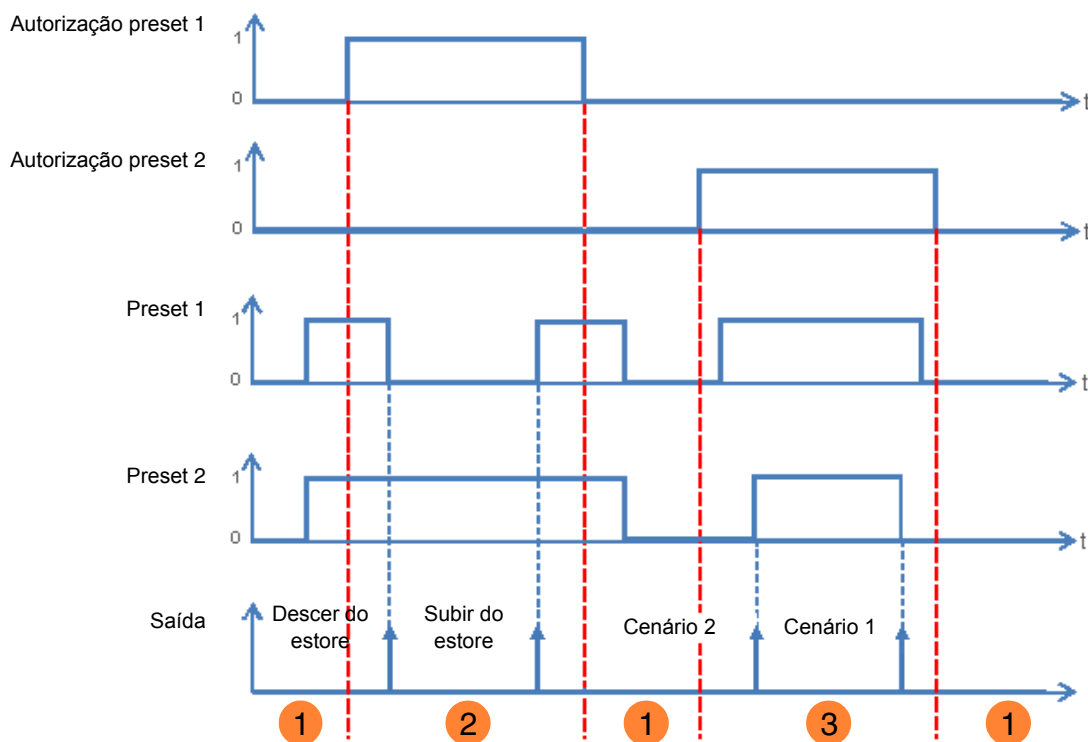 Autorização preset 1
1
0
t
Autorização preset 2
1
0
t
Preset 1
1
0
t
Preset 2
1
0
t
Saída
Descer do
estore
Subir do
estore
Cenário 2
Cenário 1
1
2
1
3
1